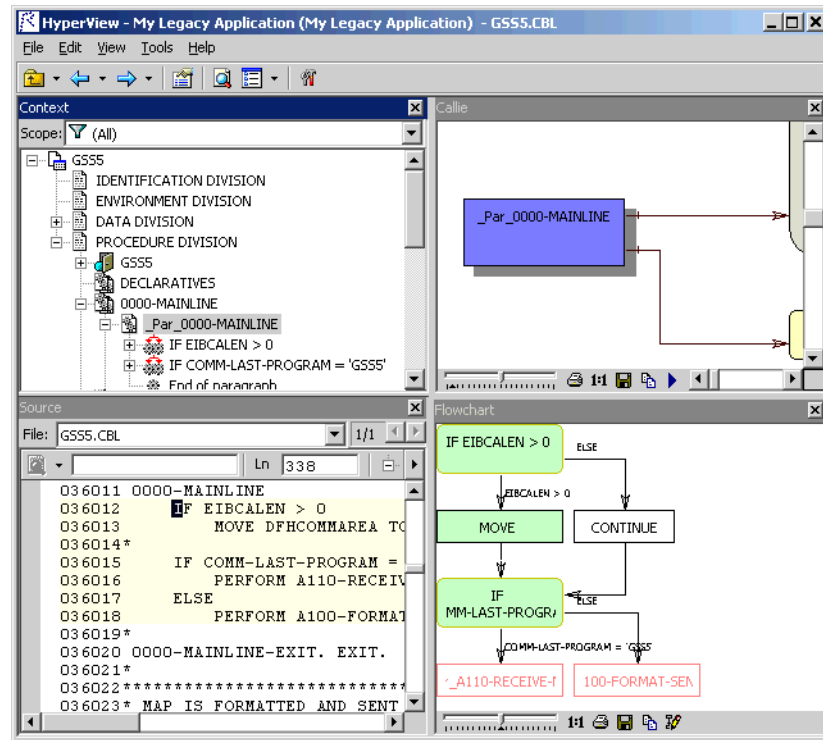 HyperView - My Legacy Application (My Legacy Application) - GSS5.CBL
File Edit View Tools Help
Context
Scope: (All)
GSS5
IDENTIFICATION DIVISION
ENVIRONMENT DIVISION
DATA DIVISION
PROCEDURE DIVISION
GSS5
DECLARATIVES
0000-MAINLINE
_Par_0000-MAINLINE
IF EIBCALEN > 0
IF COMM-LAST-PROGRAM = 'GSS5'
End of paragraph
Callie
_Par_0000-MAINLINE
1:1
Source
File: GSS5.CBL 1/1
Ln 338
036011 0000-MAINLINE
036012 IF EIBCALEN > 0
036013 MOVE DFHCOMMAREA TO
036014*
036015 IF COMM-LAST-PROGRAM =
036016 PERFORM A110-RECEIV
036017 ELSE
036018 PERFORM A100-FORMAT
036019*
036020 0000-MAINLINE-EXIT. EXIT.
036021*
036022*****************************
036023* MAP IS FORMATTED AND SENT
Flowchart
IF EIBCALEN > 0
ELSE
EIBCALEN > 0
MOVE
CONTINUE
IF
MM-LAST-PROGRA
ELSE
COMM-LAST-PROGRAM = 'GSS5
_A110-RECEIVE-M
100-FORMAT-SEN
1:1